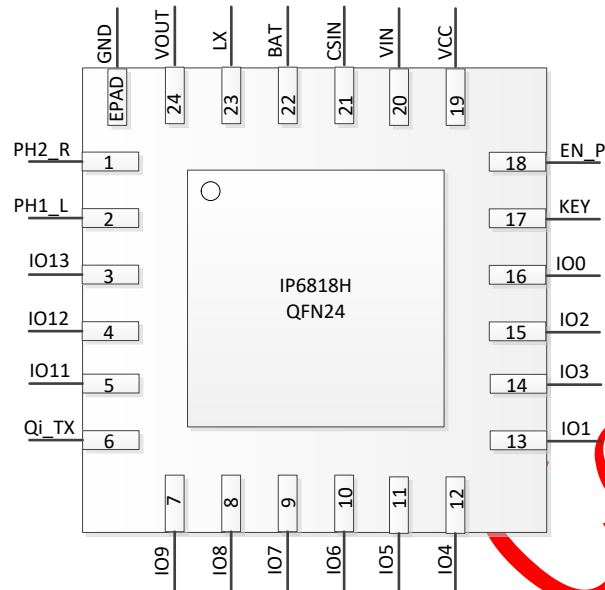 GND
VOUT
LX
BAT
CSIN
VIN
VCC
EPAD
24
23
22
21
20
19
PH2_R
1
18
EN_P
PH1_L
2
17
KEY
IO13
3
16
IO0
IP6818H
QFN24
IO12
4
15
IO2
IO11
5
14
IO3
Qi_TX
6
13
IO1
7
8
9
10
11
12
IO9
IO8
IO7
IO6
IO5
IO4